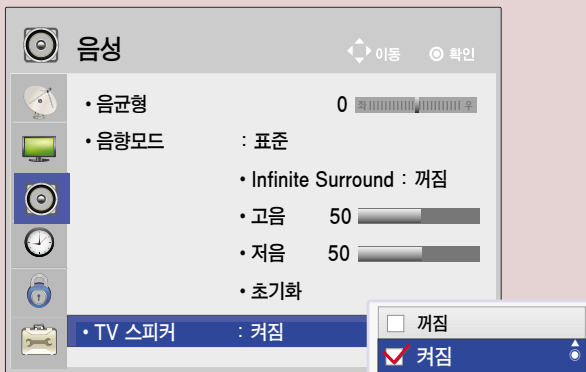 음성 이동 확인
• 음균형 0 좌 우
• 음향모드 : 표준
• Infinite Surround : 꺼짐
• 고음 50
• 저음 50
• 초기화
• TV 스피커 : 켜짐
꺼짐
켜짐